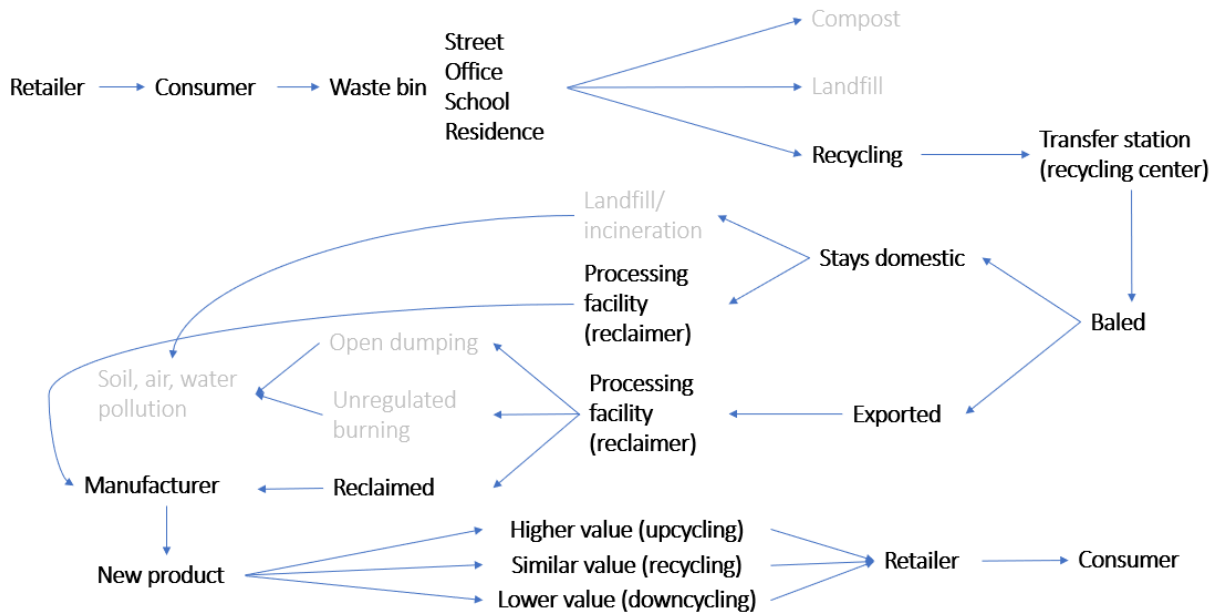 Compost
Street
Office
School
Residence
Retailer
Consumer
Waste bin
Landfill
Recycling
Transfer station
(recycling center)
Landfill/
incineration
Stays domestic
Processing
facility
(reclaimer)
Baled
Open dumping
Soil, air, water
pollution
Unregulated
burning
Processing
facility
(reclaimer)
Exported
Manufacturer
Reclaimed
New product
Higher value (upcycling)
Similar value (recycling)
Lower value (downcycling)
Retailer
Consumer